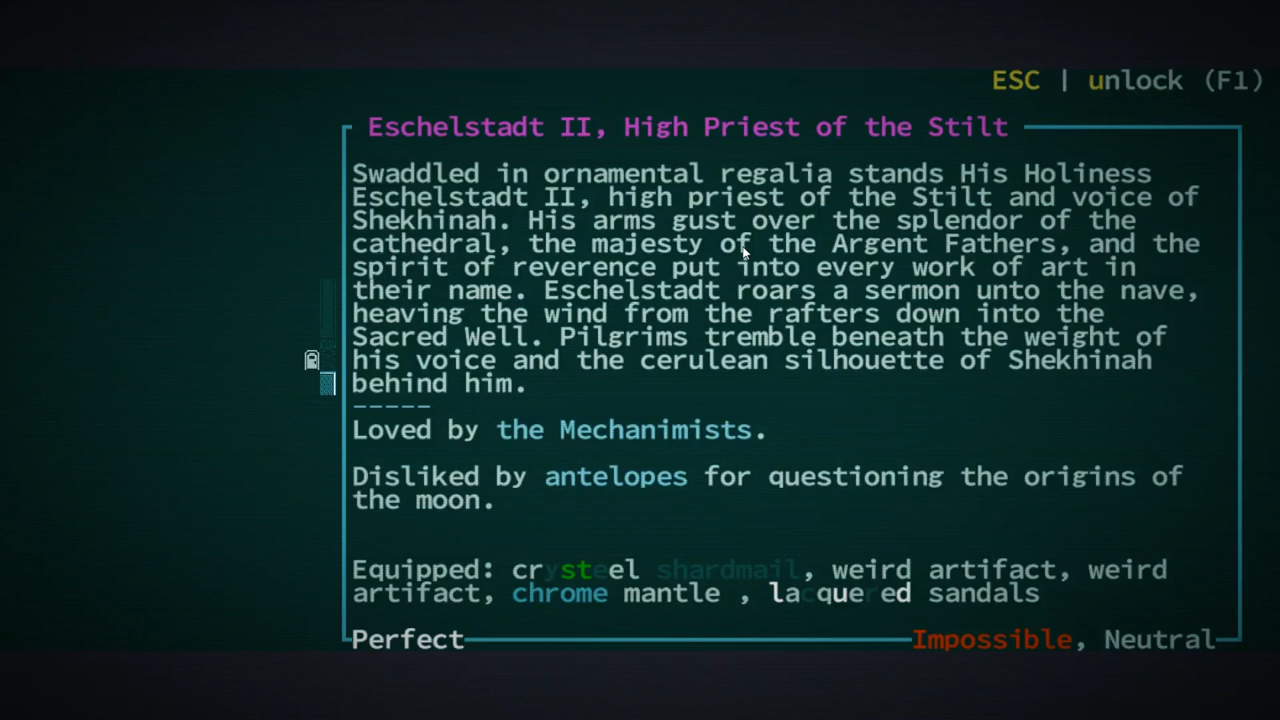 ESC | unlock (F1)
Eschelstadt II, High Priest of the Stilt
Swaddled in ornamental regalia stands His Holiness
Eschelstadt II, high priest of the Stilt and voice of
Shekhinah. His arms gust over the splendor of the
cathedral, the majesty of the Argent Fathers, and the
spirit of reverence put into every work of art in
their name. Eschelstadt roars a sermon unto the nave,
heaving the wind from the rafters down into the
Sacred Well. Pilgrims tremble beneath the weight of
his voice and the cerulean silhouette of Shekhinah
behind him.
-----
Loved by the Mechanimists.
Disliked by antelopes for questioning the origins of
the moon.
Equipped: crysteel shardmail, weird artifact, weird
artifact, chrome mantle , lacquered sandals
Perfect
Impossible, Neutral